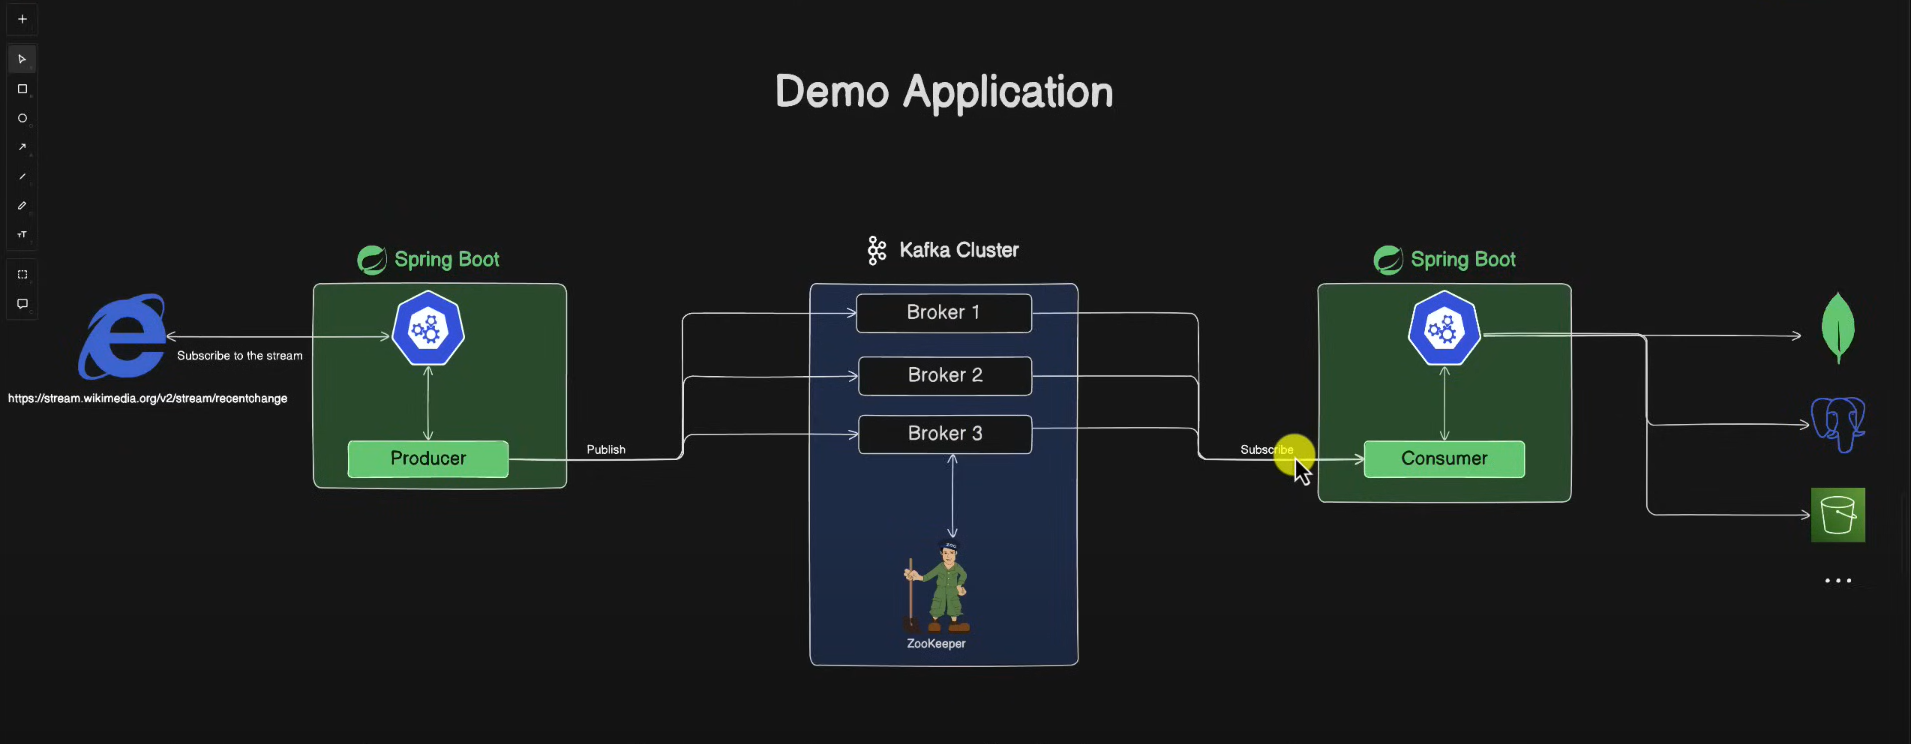 Demo Application
Subscribe to the stream
https://stream.wikimedia.org/v2/stream/recentchange
Spring Boot
Producer
Publish
Kafka Cluster
Broker 1
Broker 2
Broker 3
ZooKeeper
Subscribe
Spring Boot
Consumer
...